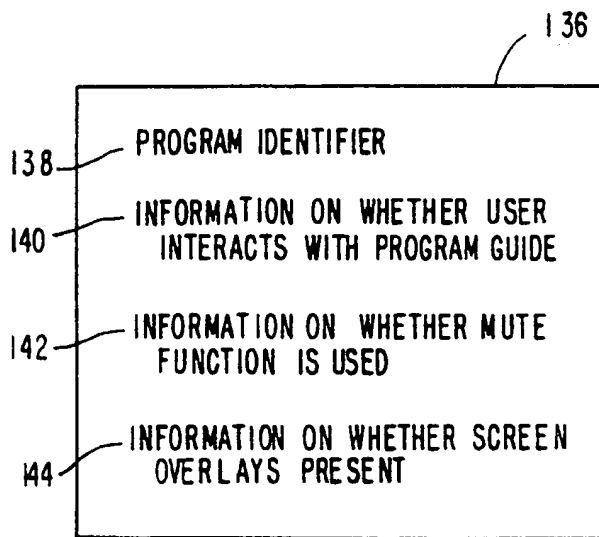 136
138 PROGRAM IDENTIFIER
140 INFORMATION ON WHETHER USER
INTERACTS WITH PROGRAM GUIDE
142 INFORMATION ON WHETHER MUTE
FUNCTION IS USED
144 INFORMATION ON WHETHER SCREEN
OVERLAYS PRESENT